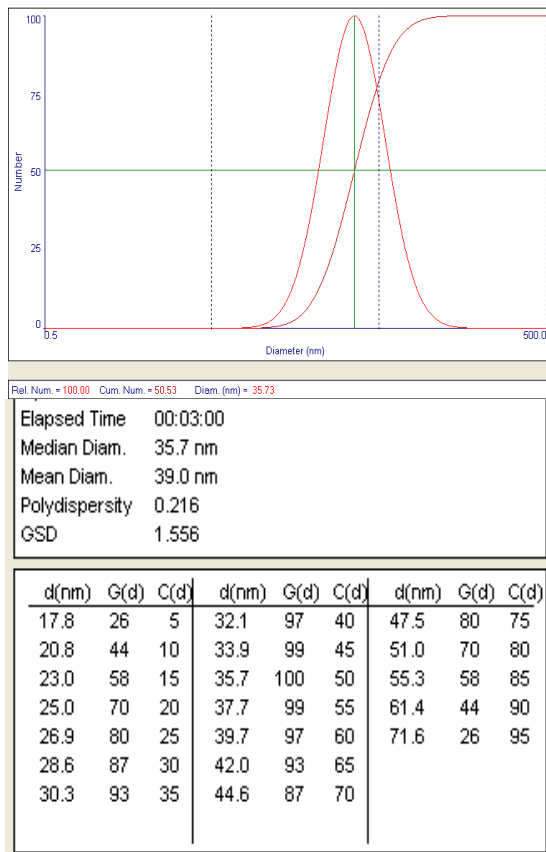 100
75
Number
50
25
0
0.5 500.0
Diameter (nm)
Rel. Num. = 100.00 Cum. Num. = 50.53 Diam. (nm) = 35.73
Elapsed Time 00:03:00
Median Diam. 35.7 nm
Mean Diam. 39.0 nm
Polydispersity 0.216
GSD 1.556
d(nm) G(d) C(d) d(nm) G(d) C(d) d(nm) G(d) C(d)
17.8 26 5 32.1 97 40 47.5 80 75
20.8 44 10 33.9 99 45 51.0 70 80
23.0 58 15 35.7 100 50 55.3 58 85
25.0 70 20 37.7 99 55 61.4 44 90
26.9 80 25 39.7 97 60 71.6 26 95
28.6 87 30 42.0 93 65
30.3 93 35 44.6 87 70